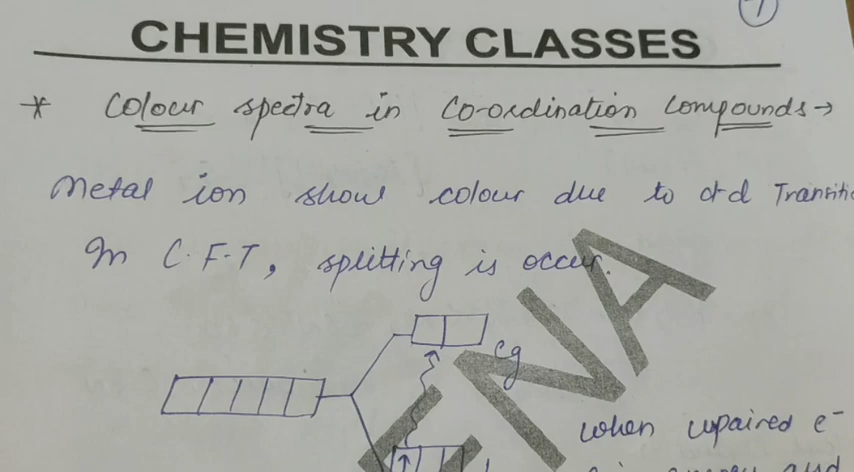 1
CHEMISTRY CLASSES
* Colour spectra in Co-ordination Compounds →
Metal ion show colour due to d-d
In C.F.T, splitting is occur.
eg
ENA
when upaired e⁻